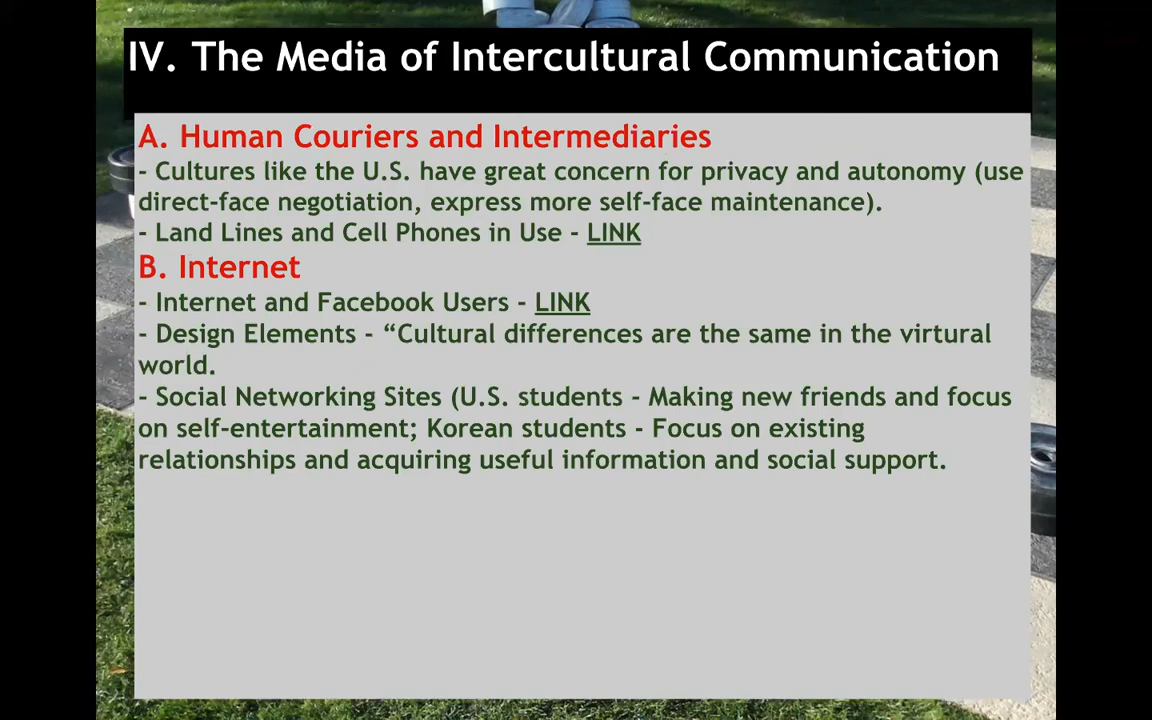 IV. The Media of Intercultural Communication
A. Human Couriers and Intermediaries
- Cultures like the U.S. have great concern for privacy and autonomy (use
direct-face negotiation, express more self-face maintenance).
- Land Lines and Cell Phones in Use - LINK
B. Internet
- Internet and Facebook Users - LINK
- Design Elements - “Cultural differences are the same in the virtural
world.
- Social Networking Sites (U.S. students - Making new friends and focus
on self-entertainment; Korean students - Focus on existing
relationships and acquiring useful information and social support.